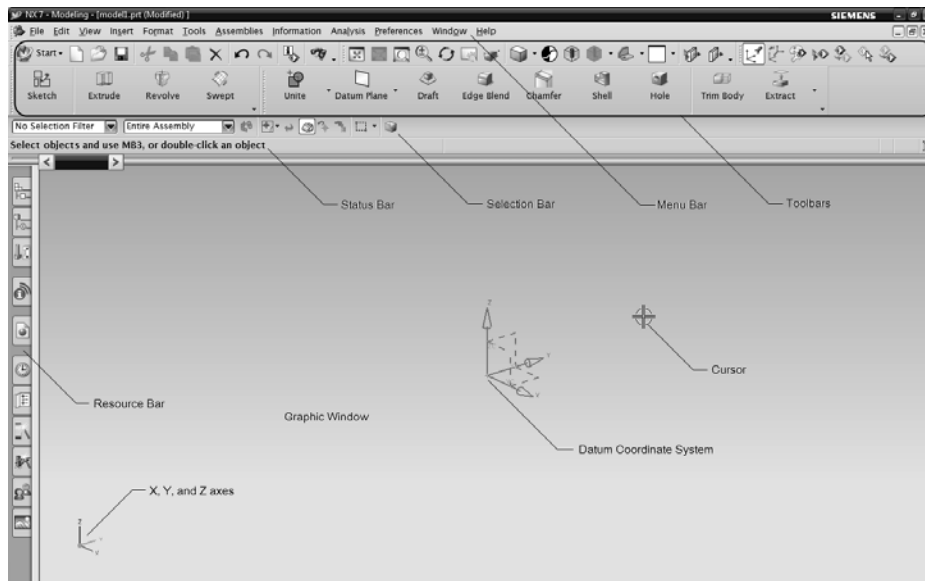 NX 7 - Modeling - [model1.prt (Modified) ]
SIEMENS
File Edit View Insert Format Tools Assemblies Information Analysis Preferences Window Help
Start
Sketch Extrude Revolve Swept Unite Datum Plane Draft Edge Blend Chamfer Shell Hole Trim Body Extract
No Selection Filter Entire Assembly
Select objects and use MB3, or double-click an object
Status Bar Selection Bar Menu Bar Toolbars
Z
Y
Cursor
Resource Bar
Graphic Window
Datum Coordinate System
X, Y, and Z axes
Z